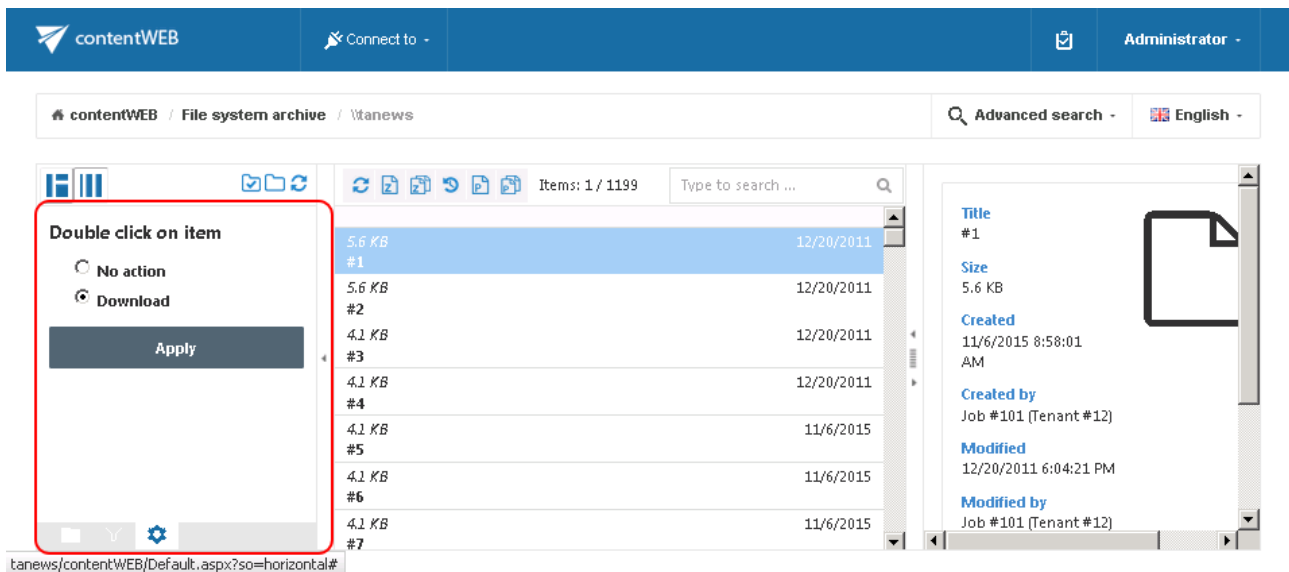 contentWEB
Connect to
Administrator
contentWEB / File system archive / \\tanews
Advanced search
English
Double click on item
No action
Download
Apply
Items: 1 / 1199
Type to search ...
5.6 KB 12/20/2011
#1
5.6 KB 12/20/2011
#2
4.1 KB 12/20/2011
#3
4.1 KB 12/20/2011
#4
4.1 KB 11/6/2015
#5
4.1 KB 11/6/2015
#6
4.1 KB 11/6/2015
#7
Title
#1
Size
5.6 KB
Created
11/6/2015 8:58:01
AM
Created by
Job #101 (Tenant #12)
Modified
12/20/2011 6:04:21 PM
Modified by
Job #101 (Tenant #12)
tanews/contentWEB/Default.aspx?so=horizontal#